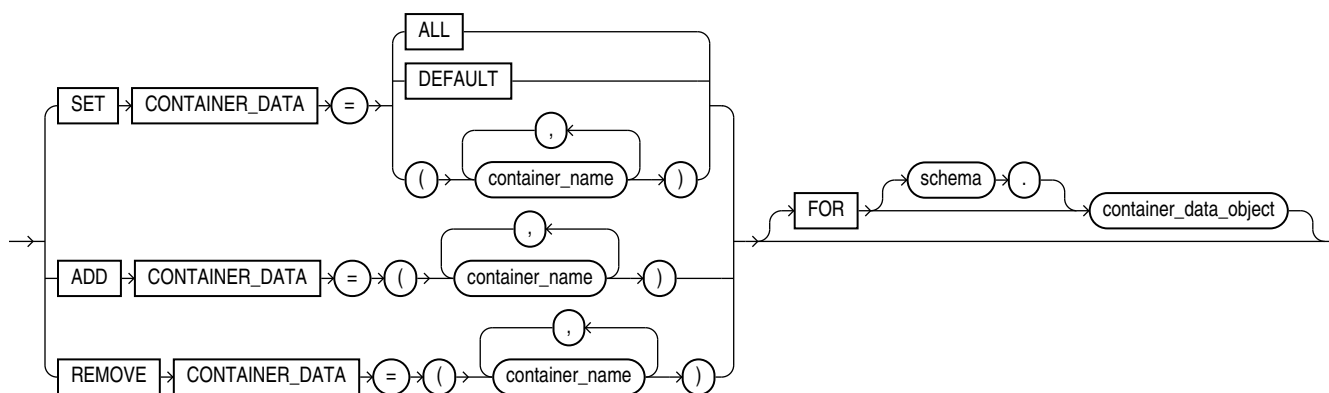 ALL
DEFAULT
SET CONTAINER_DATA =
,
( container_name )
schema .
FOR container_data_object
,
ADD CONTAINER_DATA = ( container_name )
,
REMOVE CONTAINER_DATA = ( container_name )